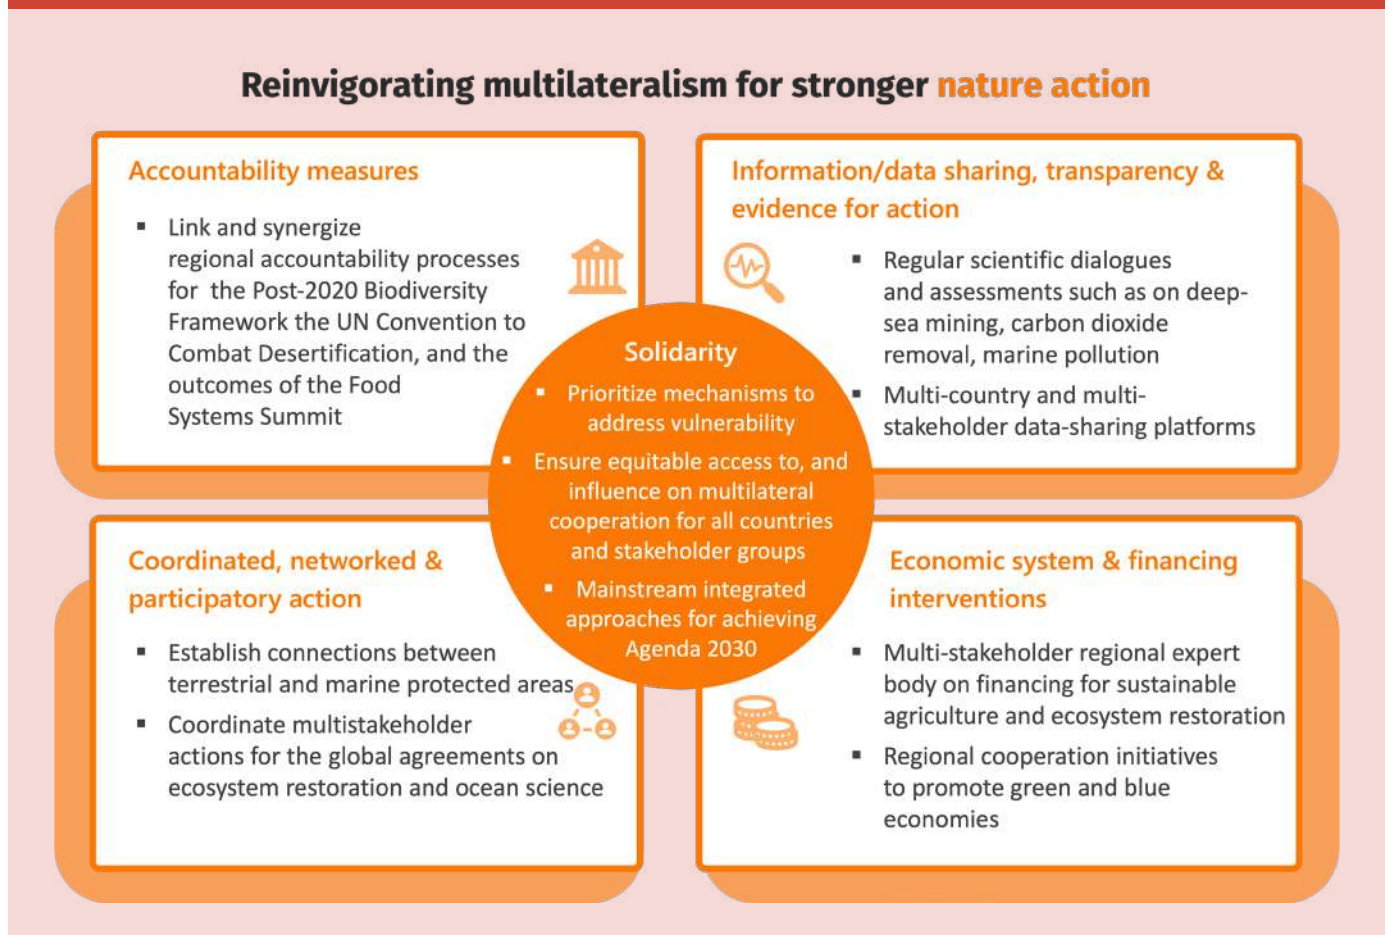 Reinvigorating multilateralism for stronger nature action
Accountability measures
▪ Link and synergize
regional accountability processes
for the Post-2020 Biodiversity
Framework the UN Convention to
Combat Desertification, and the
outcomes of the Food
Systems Summit
Information/data sharing, transparency &
evidence for action
▪ Regular scientific dialogues
and assessments such as on deep-
sea mining, carbon dioxide
removal, marine pollution
▪ Multi-country and multi-
stakeholder data-sharing platforms
Solidarity
▪ Prioritize mechanisms to
address vulnerability
▪ Ensure equitable access to, and
influence on multilateral
cooperation for all countries
and stakeholder groups
▪ Mainstream integrated
approaches for achieving
Agenda 2030
Coordinated, networked &
participatory action
▪ Establish connections between
terrestrial and marine protected areas
▪ Coordinate multistakeholder
actions for the global agreements on
ecosystem restoration and ocean science
Economic system & financing
interventions
▪ Multi-stakeholder regional expert
body on financing for sustainable
agriculture and ecosystem restoration
▪ Regional cooperation initiatives
to promote green and blue
economies